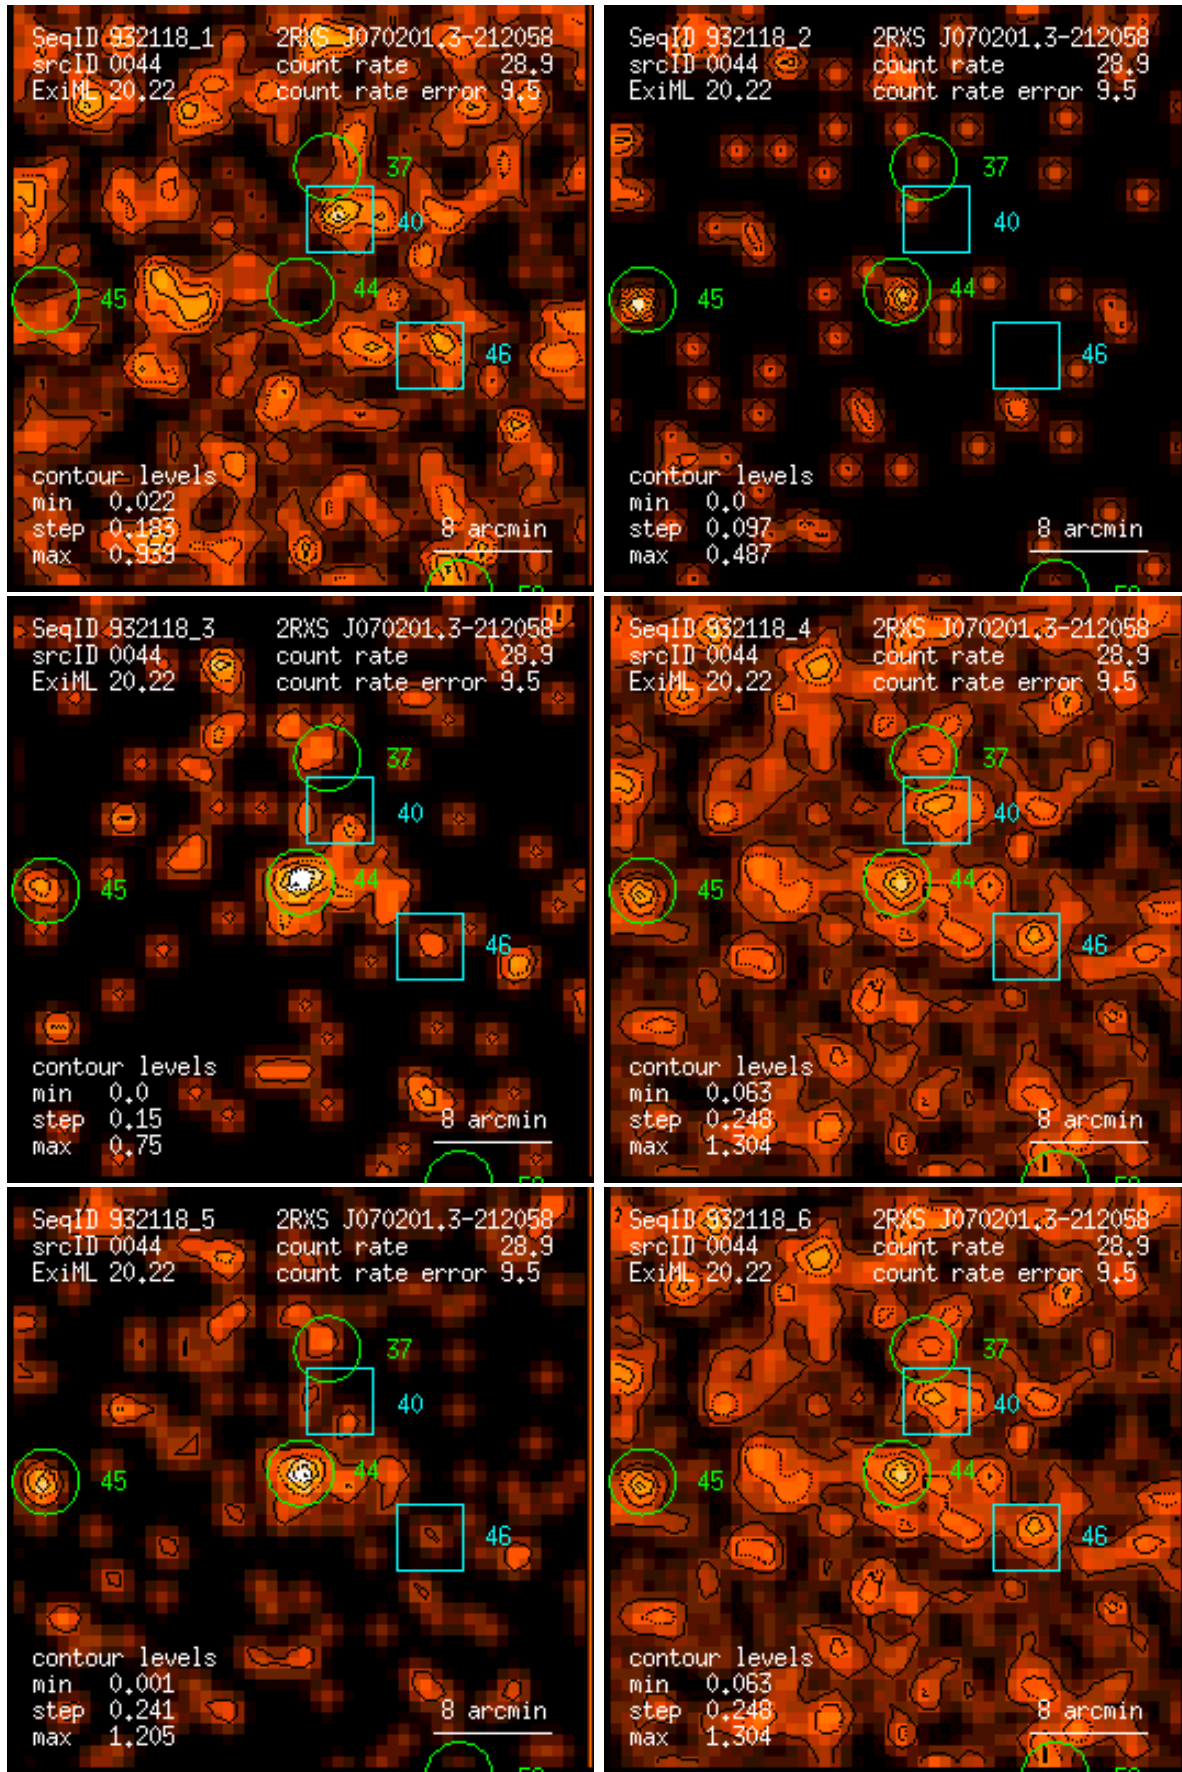 SeqID 932118_1 2RXS J070201.3-212058
srcID 0044 count rate 28.9
ExiML 20.22 count rate error 9.5
37
40
45
44
46
contour levels
min 0.022
step 0.183
max 0.939
8 arcmin
SeqID 932118_2 2RXS J070201.3-212058
srcID 0044 count rate 28.9
ExiML 20.22 count rate error 9.5
37
40
45
44
46
contour levels
min 0.0
step 0.097
max 0.487
8 arcmin
SeqID 932118_3 2RXS J070201.3-212058
srcID 0044 count rate 28.9
ExiML 20.22 count rate error 9.5
37
40
45
44
46
contour levels
min 0.0
step 0.15
max 0.75
8 arcmin
SeqID 932118_4 2RXS J070201.3-212058
srcID 0044 count rate 28.9
ExiML 20.22 count rate error 9.5
37
40
45
44
46
contour levels
min 0.063
step 0.248
max 1.304
8 arcmin
SeqID 932118_5 2RXS J070201.3-212058
srcID 0044 count rate 28.9
ExiML 20.22 count rate error 9.5
37
40
45
44
46
contour levels
min 0.001
step 0.241
max 1.205
8 arcmin
SeqID 932118_6 2RXS J070201.3-212058
srcID 0044 count rate 28.9
ExiML 20.22 count rate error 9.5
37
40
45
44
46
contour levels
min 0.063
step 0.248
max 1.304
8 arcmin